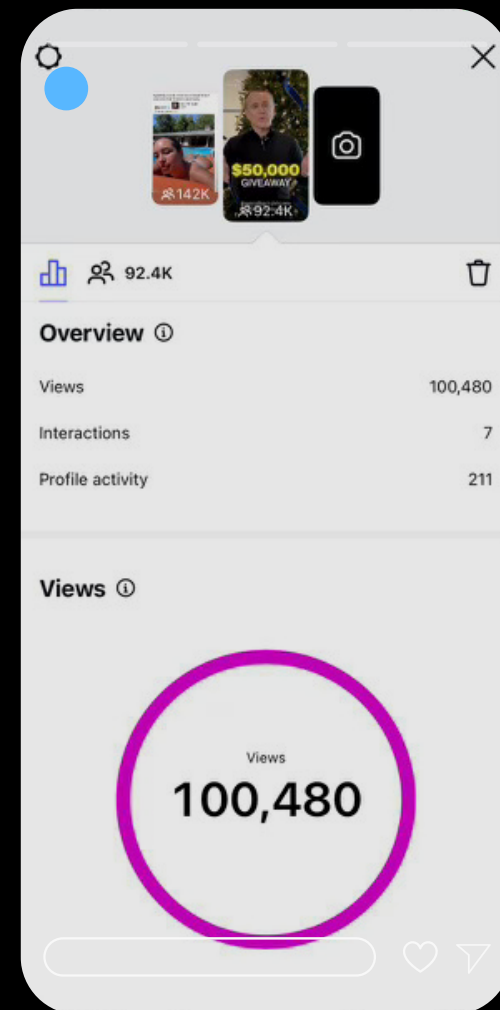 142K
$50,000
GIVEAWAY
92.4K
92.4K
Overview
Views 100,480
Interactions 7
Profile activity 211
Views
Views
100,480